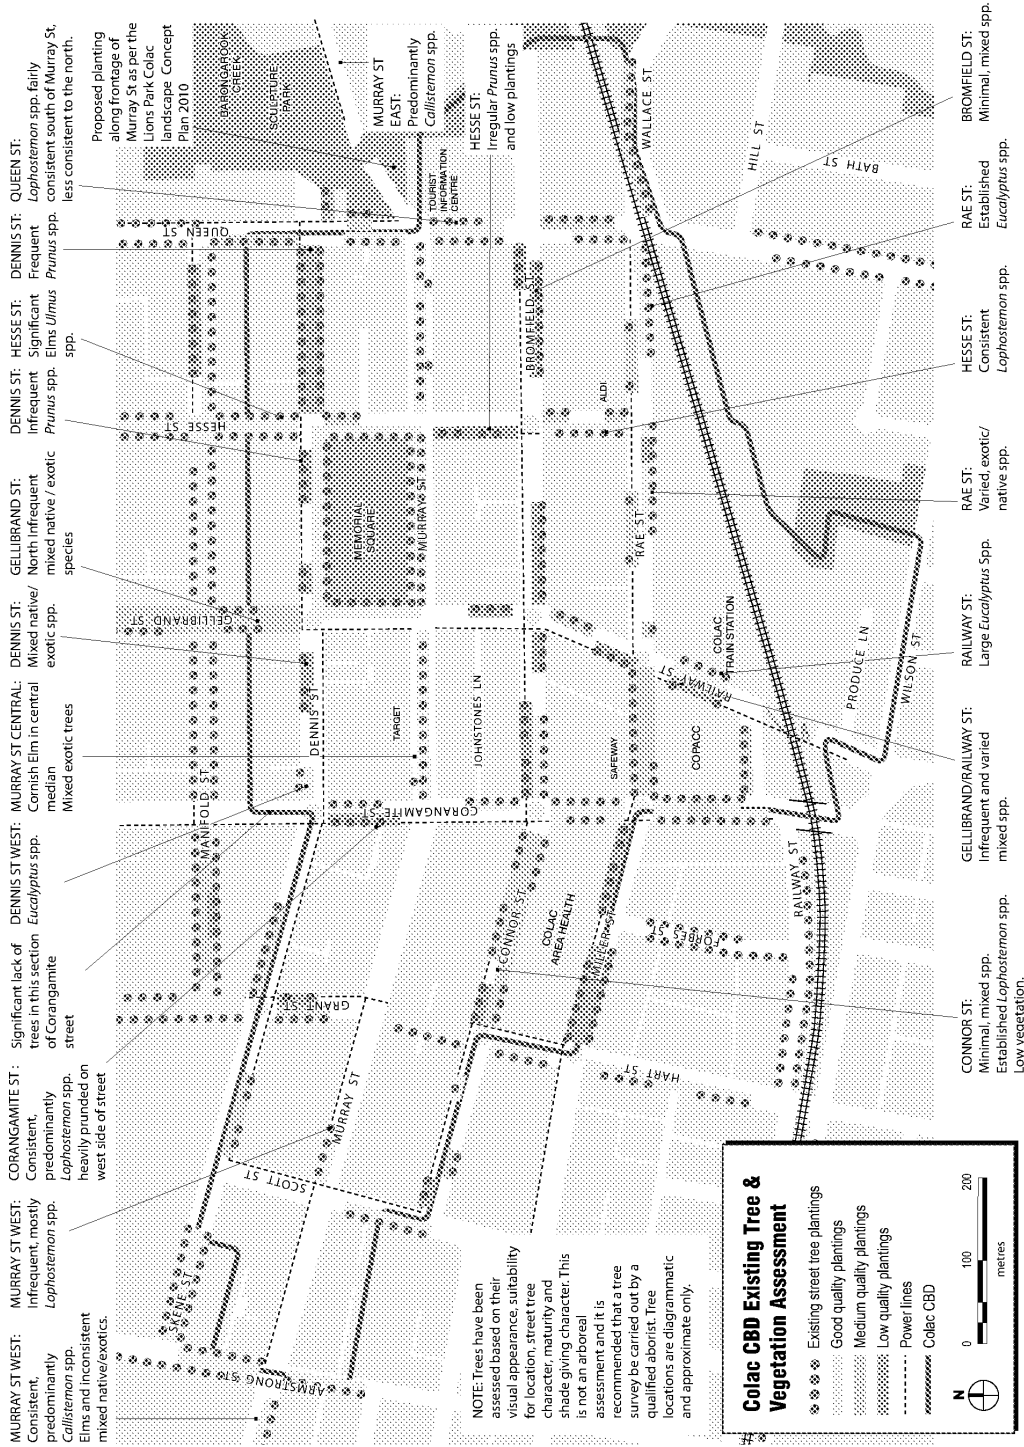 MURRAY ST WEST:
Consistent,
predominantly
Callistemon spp.
Elms and inconsistent
mixed native/exotics.
MURRAY ST WEST:
Infrequent, mostly
Lophostemon spp.
CORANGAMITE ST :
Consistent,
predominantly
Lophostemon spp.
heavily prunded on
west side of street
Significant lack of
trees in this section
of Corangamite
street
DENNIS ST WEST:
Eucalyptus spp.
MURRAY ST CENTRAL:
Cornish Elm in central
median
Mixed exotic trees
DENNIS ST:
Mixed native/
exotic spp.
GELLIBRAND ST:
North Infrequent
mixed native / exotic
species
DENNIS ST:
Infrequent
Prunus spp.
HESSE ST:
Significant
Elms Ulmus
spp.
DENNIS ST:
Frequent
Prunus spp.
QUEEN ST:
Lophostemon spp. fairly
consistent south of Murray St,
less consistent to the north.
Proposed planting
along frontage of
Murray St as per the
Lions Park Colac
landscape Concept
Plan 2010
BARONGAROOK
CREEK
SCULPTURE
PARK
MURRAY ST
EAST:
Predominantly
Callistemon spp.
HESSE ST:
Irregular Prunus spp.
and low plantings
TOURIST
INFORMATION
CENTRE
SKENE ST
ARMSTRONG ST
SCOTT ST
MURRAY ST
GRANT ST
MANIFOLD ST
DENNIS ST
CORANGAMITE ST
GELLIBRAND ST
HESSE ST
QUEEN ST
MEMORIAL
SQUARE
MURRAY ST
TARGET
JOHNSTONES LN
SAFEWAY
COPACC
CONNOR ST
COLAC
AREA HEALTH
MILLER ST
FORBES ST
HART ST
RAILWAY ST
RAILWAY ST
COLAC
TRAIN STATION
RAE ST
ALDI
BROMFIELD ST
WALLACE ST
HILL ST
BATH ST
PRODUCE LN
WILSON ST
CONNOR ST:
Minimal, mixed spp.
Established Lophostemon spp.
Low vegetation.
GELLIBRAND/RAILWAY ST:
Infrequent and varied
mixed spp.
RAILWAY ST:
Large Eucalyptus Spp.
RAE ST:
Varied, exotic/
native spp.
HESSE ST:
Consistent
Lophostemon spp.
RAE ST:
Established
Eucalyptus spp.
BROMFIELD ST:
Minimal, mixed spp.
NOTE: Trees have been
assessed based on their
visual appearance, suitability
for location, street tree
character, maturity and
shade giving character. This
is not an arboreal
assessment and it is
recommended that a tree
survey be carried out by a
qualified aborist. Tree
locations are diagrammatic
and approximate only.
Colac CBD Existing Tree &
Vegetation Assessment
Existing street tree plantings
Good quality plantings
Medium quality plantings
Low quality plantings
Power lines
Colac CBD
N
0 100 200
metres